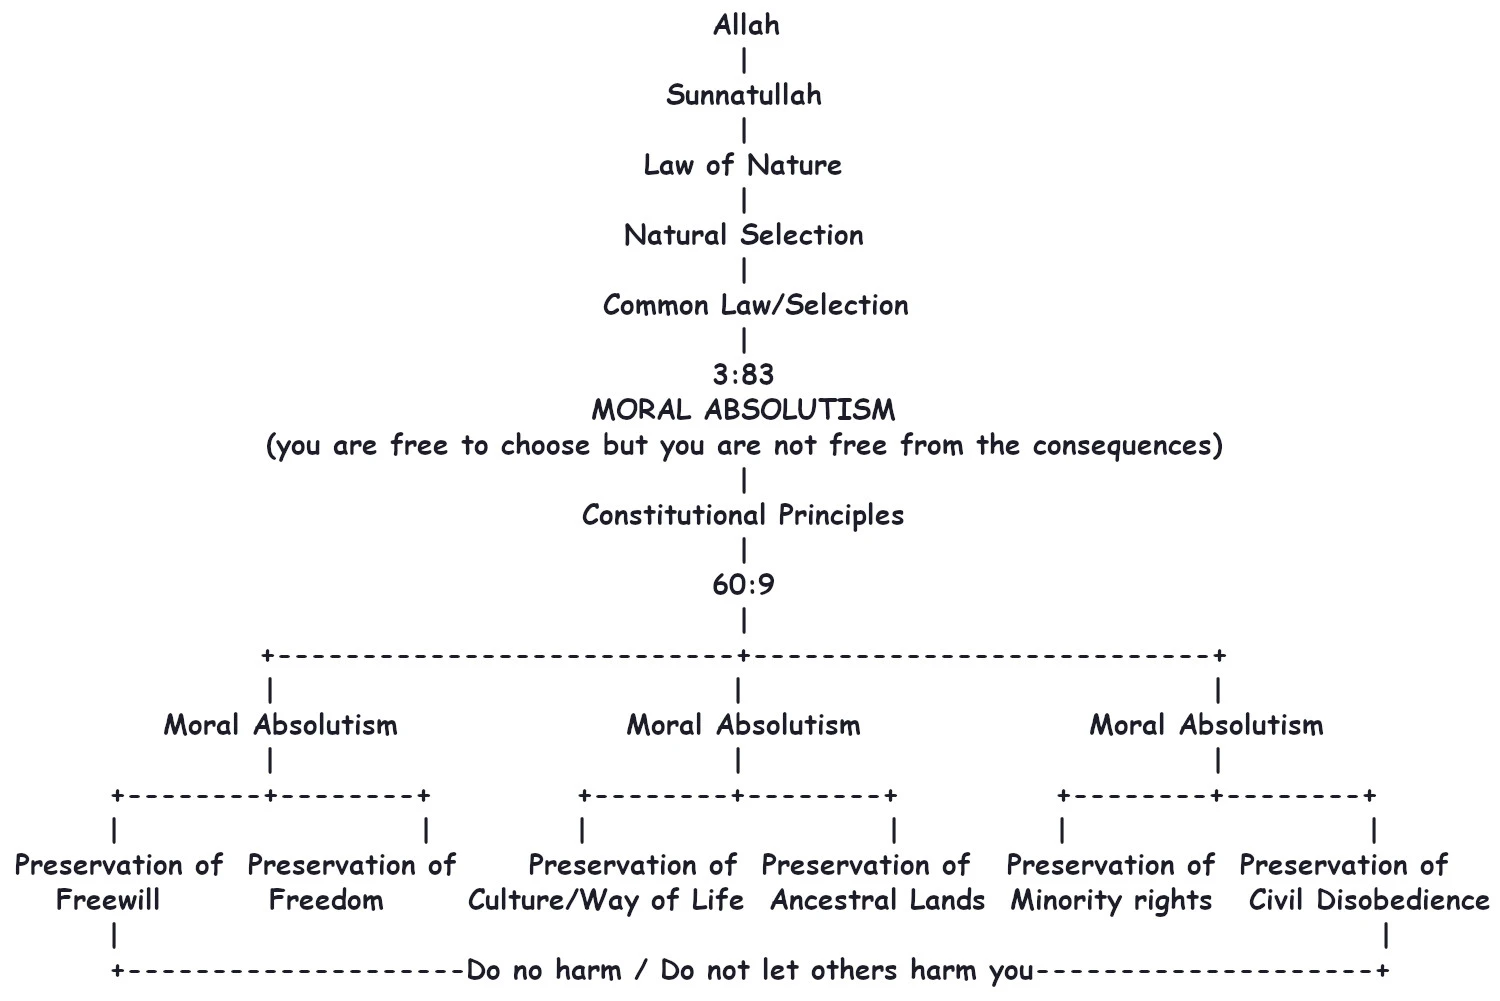 Allah
|
Sunnatullah
|
Law of Nature
|
Natural Selection
|
Common Law/Selection
|
3:83
MORAL ABSOLUTISM
(you are free to choose but you are not free from the consequences)
|
Constitutional Principles
|
60:9
|
+---------------------------------+---------------------------------+
| | |
Moral Absolutism Moral Absolutism Moral Absolutism
| | |
+----------+----------+ +----------+----------+ +----------+----------+
| | | | | |
Preservation of Preservation of Preservation of Preservation of Preservation of Preservation of
Freewill Freedom Culture/Way of Life Ancestral Lands Minority rights Civil Disobedience
| |
+------------------------Do no harm / Do not let others harm you------------------------+